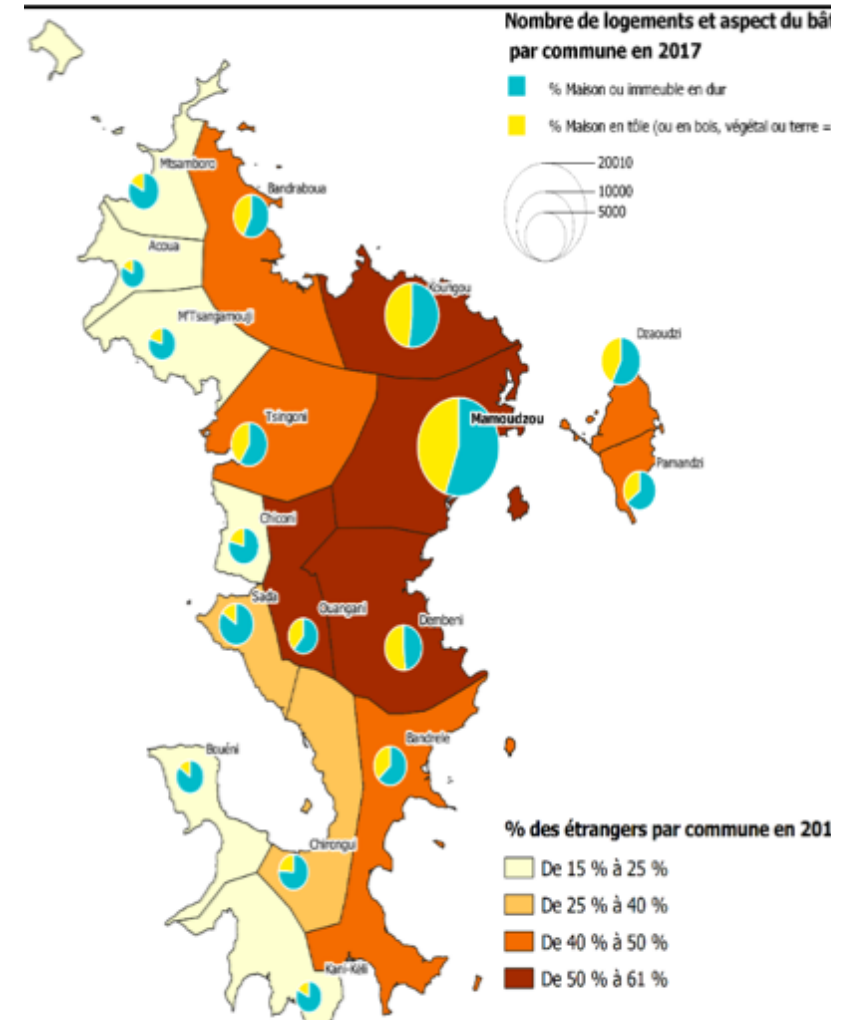 Nombre de logements et aspect du bât
par commune en 2017
% Maison ou immeuble en dur
% Maison en tôle (ou en bois, végétal ou terre =
20010
10000
5000
Mtsamboro
Bandraboua
Acoua
M'Tsangamouji
Koungou
Dzaoudzi
Tsingoni
Mamoudzou
Pamandzi
Chiconi
Sada
Ouangani
Dembeni
Bouéni
Bandrele
Chirongui
Kani-Kéli
% des étrangers par commune en 201
De 15 % à 25 %
De 25 % à 40 %
De 40 % à 50 %
De 50 % à 61 %